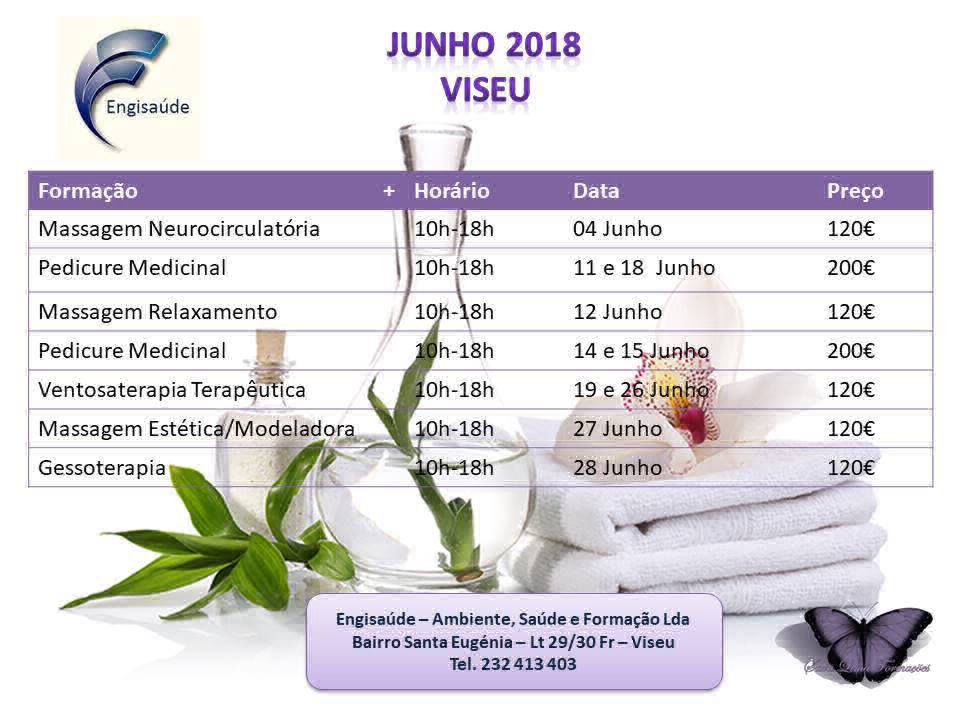 Engisaúde
JUNHO 2018
VISEU
Formação + Horário Data Preço
Massagem Neurocirculatória 10h-18h 04 Junho 120€
Pedicure Medicinal 10h-18h 11 e 18 Junho 200€
Massagem Relaxamento 10h-18h 12 Junho 120€
Pedicure Medicinal 10h-18h 14 e 15 Junho 200€
Ventosaterapia Terapêutica 10h-18h 19 e 26 Junho 120€
Massagem Estética/Modeladora 10h-18h 27 Junho 120€
Gessoterapia 10h-18h 28 Junho 120€
Engisaúde – Ambiente, Saúde e Formação Lda
Bairro Santa Eugénia – Lt 29/30 Fr – Viseu
Tel. 232 413 403
Formações